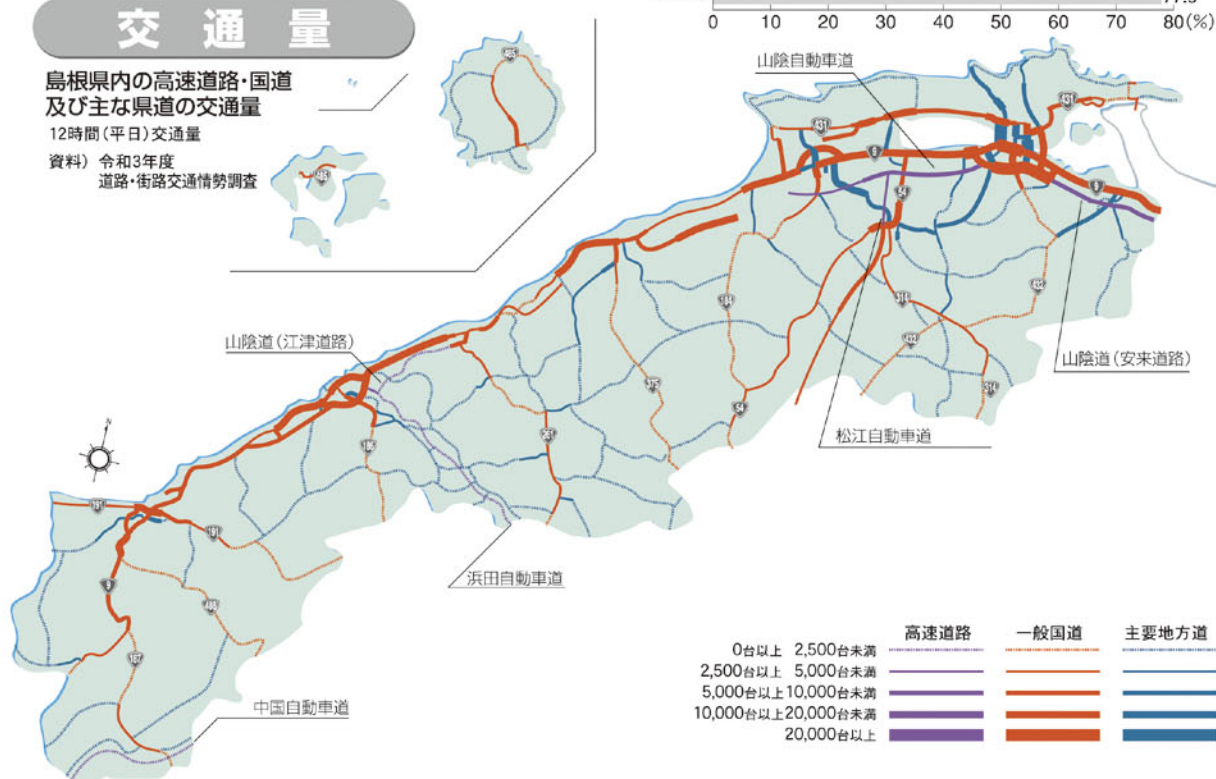 77.9
0 10 20 30 40 50 60 70 80(%)
交通量
島根県内の高速道路・国道
及び主な県道の交通量
12時間(平日)交通量
資料) 令和3年度
道路・街路交通情勢調査
485
485
山陰自動車道
431
431
9
54
9
184
314
432
432
314
山陰道(安来道路)
松江自動車道
山陰道(江津道路)
375
54
261
186
浜田自動車道
191
191
9
488
187
中国自動車道
高速道路 一般国道 主要地方道
0台以上 2,500台未満
2,500台以上 5,000台未満
5,000台以上10,000台未満
10,000台以上20,000台未満
20,000台以上